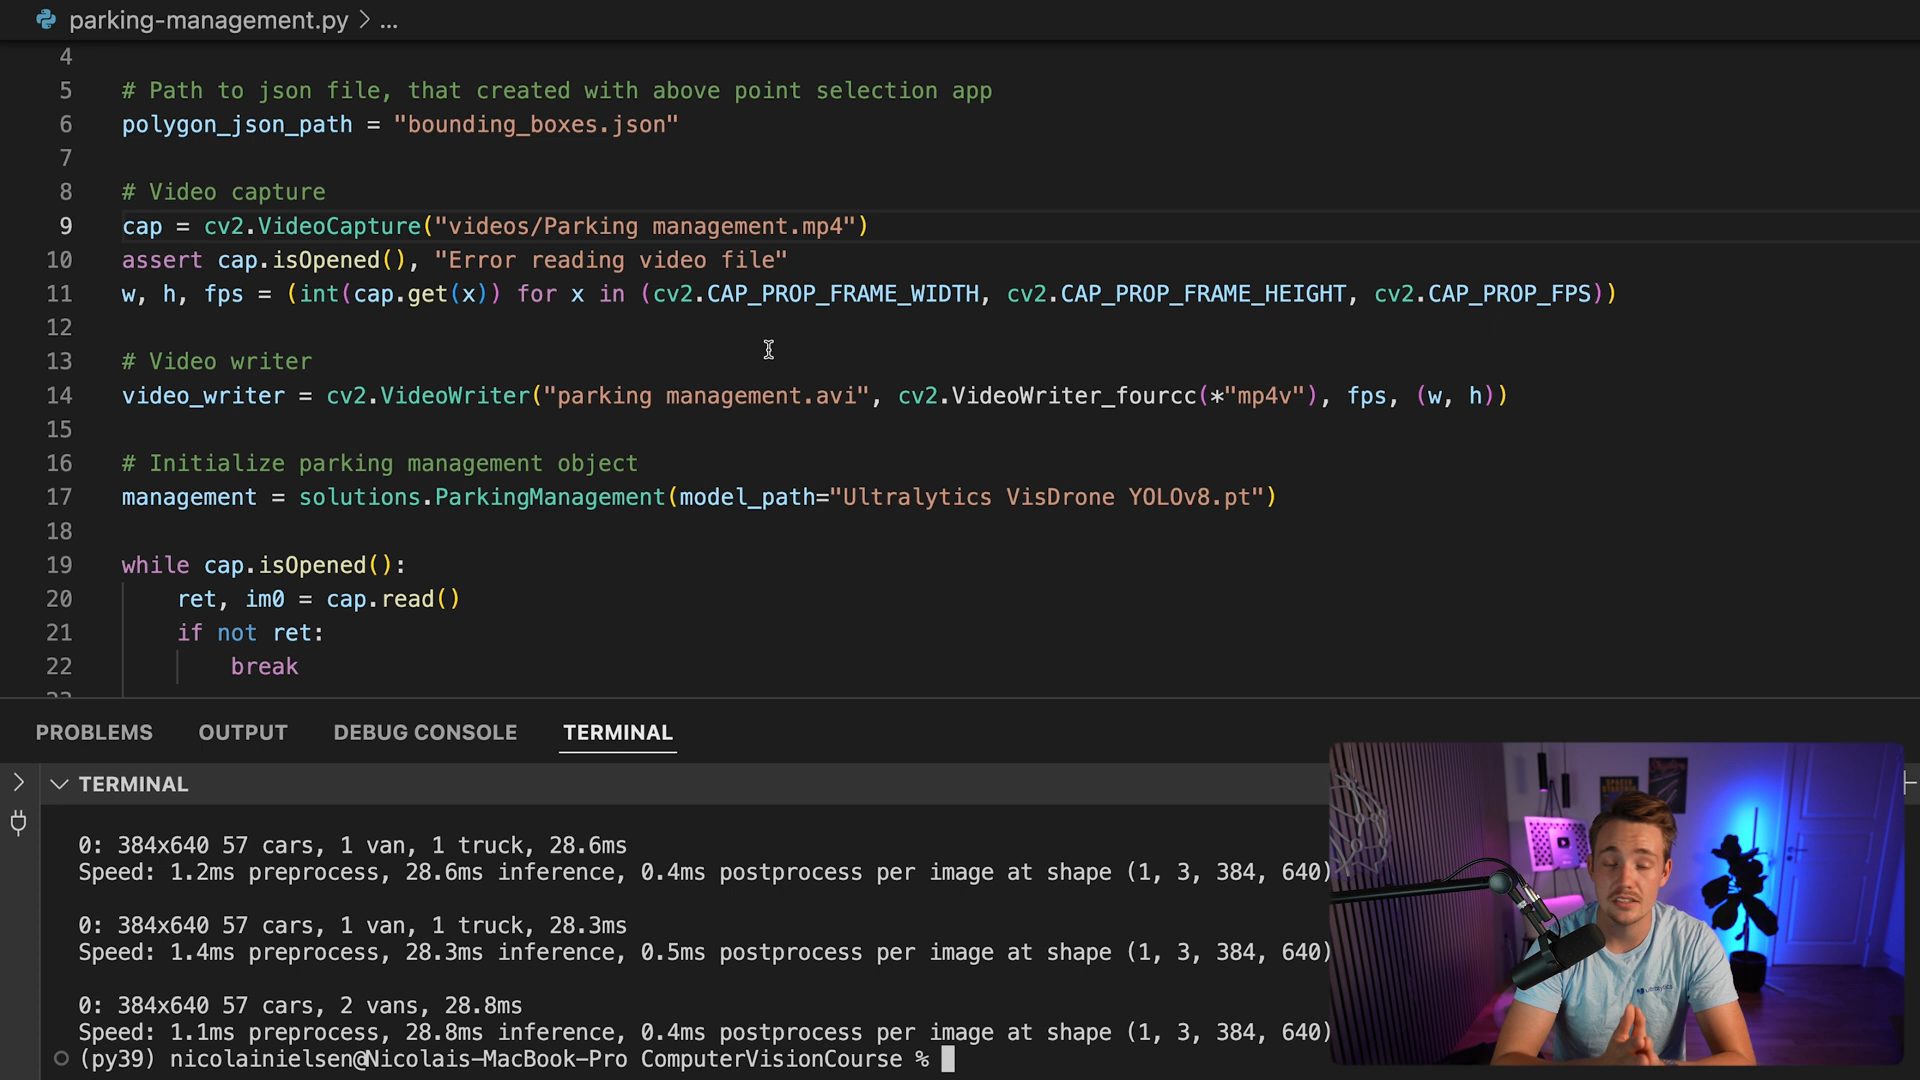 parking-management.py > ...
4
5 # Path to json file, that created with above point selection app
6 polygon_json_path = "bounding_boxes.json"
7
8 # Video capture
9 cap = cv2.VideoCapture("videos/Parking management.mp4")
10 assert cap.isOpened(), "Error reading video file"
11 w, h, fps = (int(cap.get(x)) for x in (cv2.CAP_PROP_FRAME_WIDTH, cv2.CAP_PROP_FRAME_HEIGHT, cv2.CAP_PROP_FPS))
12
13 # Video writer
14 video_writer = cv2.VideoWriter("parking management.avi", cv2.VideoWriter_fourcc(*"mp4v"), fps, (w, h))
15
16 # Initialize parking management object
17 management = solutions.ParkingManagement(model_path="Ultralytics VisDrone YOLOv8.pt")
18
19 while cap.isOpened():
20 ret, im0 = cap.read()
21 if not ret:
22 break
PROBLEMS OUTPUT DEBUG CONSOLE TERMINAL
TERMINAL
0: 384x640 57 cars, 1 van, 1 truck, 28.6ms
Speed: 1.2ms preprocess, 28.6ms inference, 0.4ms postprocess per image at shape (1, 3, 384, 640)
0: 384x640 57 cars, 1 van, 1 truck, 28.3ms
Speed: 1.4ms preprocess, 28.3ms inference, 0.5ms postprocess per image at shape (1, 3, 384, 640)
0: 384x640 57 cars, 2 vans, 28.8ms
Speed: 1.1ms preprocess, 28.8ms inference, 0.4ms postprocess per image at shape (1, 3, 384, 640)
(py39) nicolainielsen@Nicolais-MacBook-Pro ComputerVisionCourse %
ultralytics